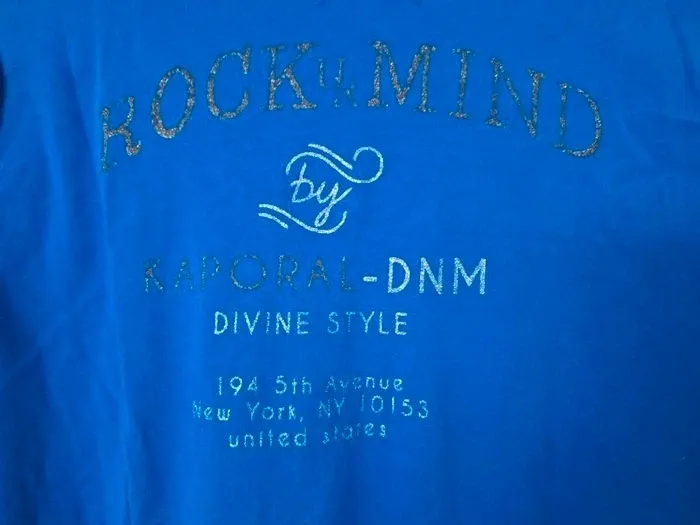 ROCK MIND
by
KAPORAL-DNM
DIVINE STYLE
194 5th Avenue
New York, NY 10153
united states